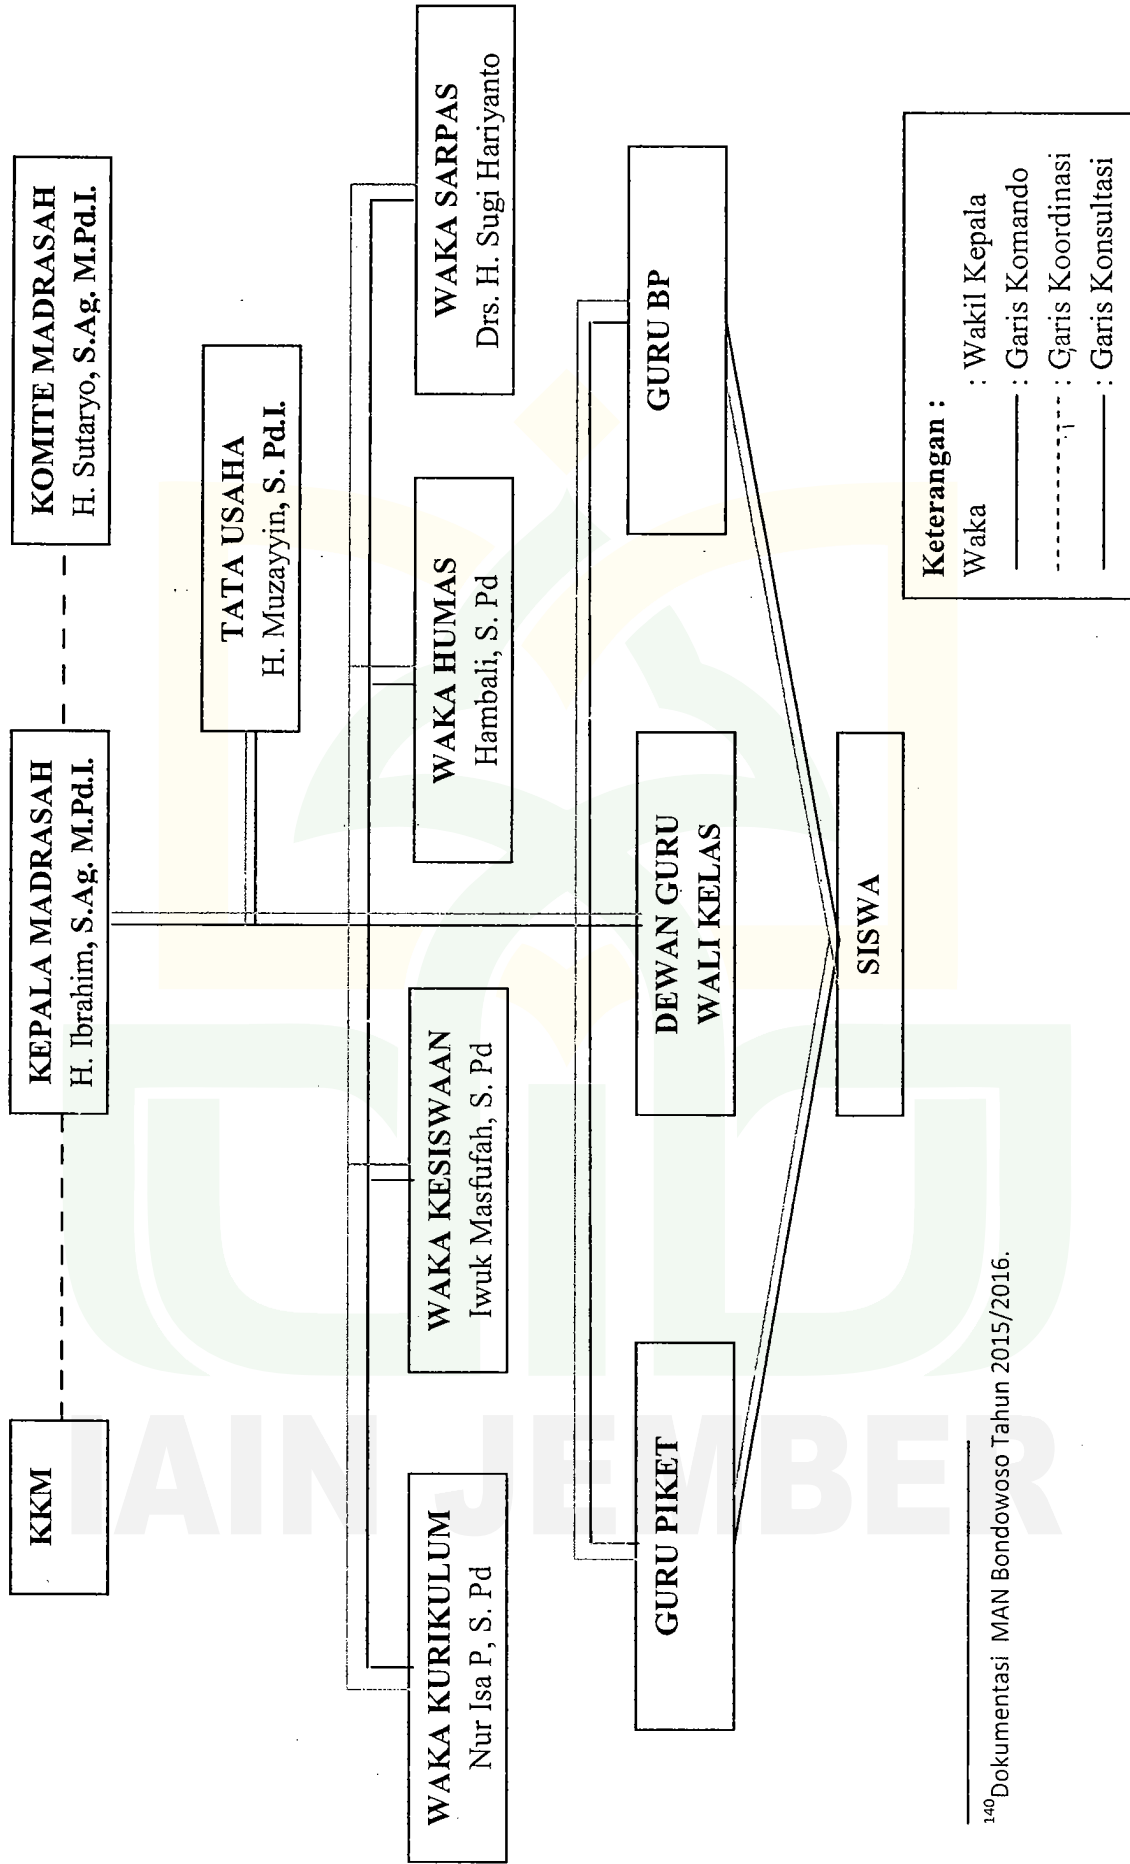 KKM
KEPALA MADRASAH
H. Ibrahim, S.Ag. M.Pd.I.
KOMITE MADRASAH
H. Sutaryo, S.Ag. M.Pd.I.
TATA USAHA
H. Muzayyin, S. Pd.I.
WAKA KURIKULUM
Nur Isa P, S. Pd
WAKA KESISWAAN
Iwuk Masfufah, S. Pd
WAKA HUMAS
Hambali, S. Pd
WAKA SARPAS
Drs. H. Sugi Hariyanto
GURU PIKET
DEWAN GURU
WALI KELAS
GURU BP
SISWA
Keterangan :
Waka : Wakil Kepala
: Garis Komando
: Garis Koordinasi
: Garis Konsultasi
140Dokumentasi MAN Bondowoso Tahun 2015/2016.
IAIN JEMBER